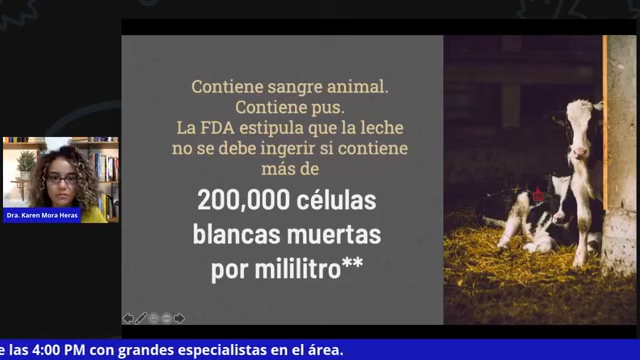 Contiene sangre animal.
Contiene pus.
La FDA estipula que la leche
no se debe ingerir si contiene
más de
200,000 células
blancas muertas
por mililitro**
Dra. Karen Mora Heras
e las 4:00 PM con grandes especialistas en el área.